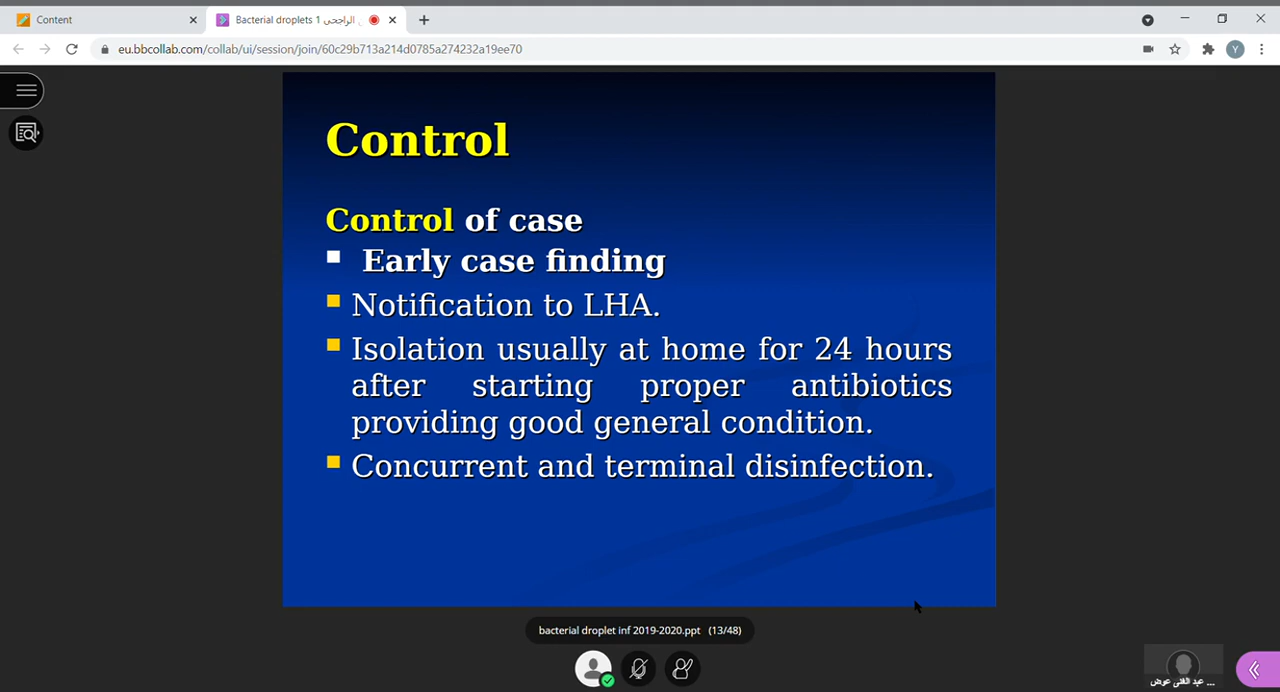 Content
Bacterial droplets 1 الراجحى
eu.bbcollab.com/collab/ui/session/join/60c29b713a214d0785a274232a19ee70
Y
Control
Control of case
Early case finding
Notification to LHA.
Isolation usually at home for 24 hours
after starting proper antibiotics
providing good general condition.
Concurrent and terminal disinfection.
bacterial droplet inf 2019-2020.ppt (13/48)
عبد الغنى عوض ...